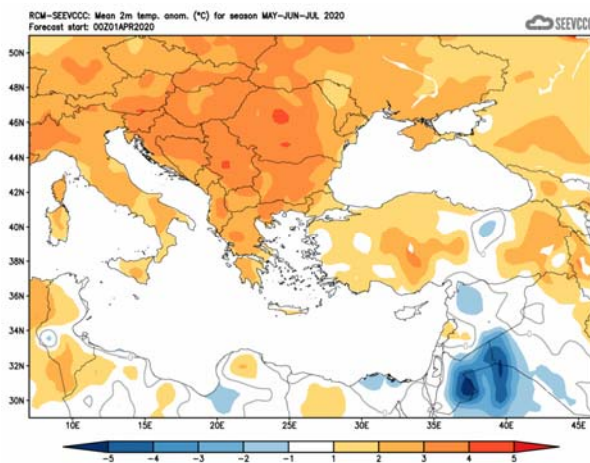 RCM-SEEVCCC: Mean 2m temp. anom. (°C) for season MAY-JUN-JUL 2020
Forecast start: 00Z01APR2020
SEEVCCC
50N
48N
46N
44N
42N
40N
38N
36N
34N
32N
30N
10E 15E 20E 25E 30E 35E 40E 45E
-5 -4 -3 -2 -1 1 2 3 4 5